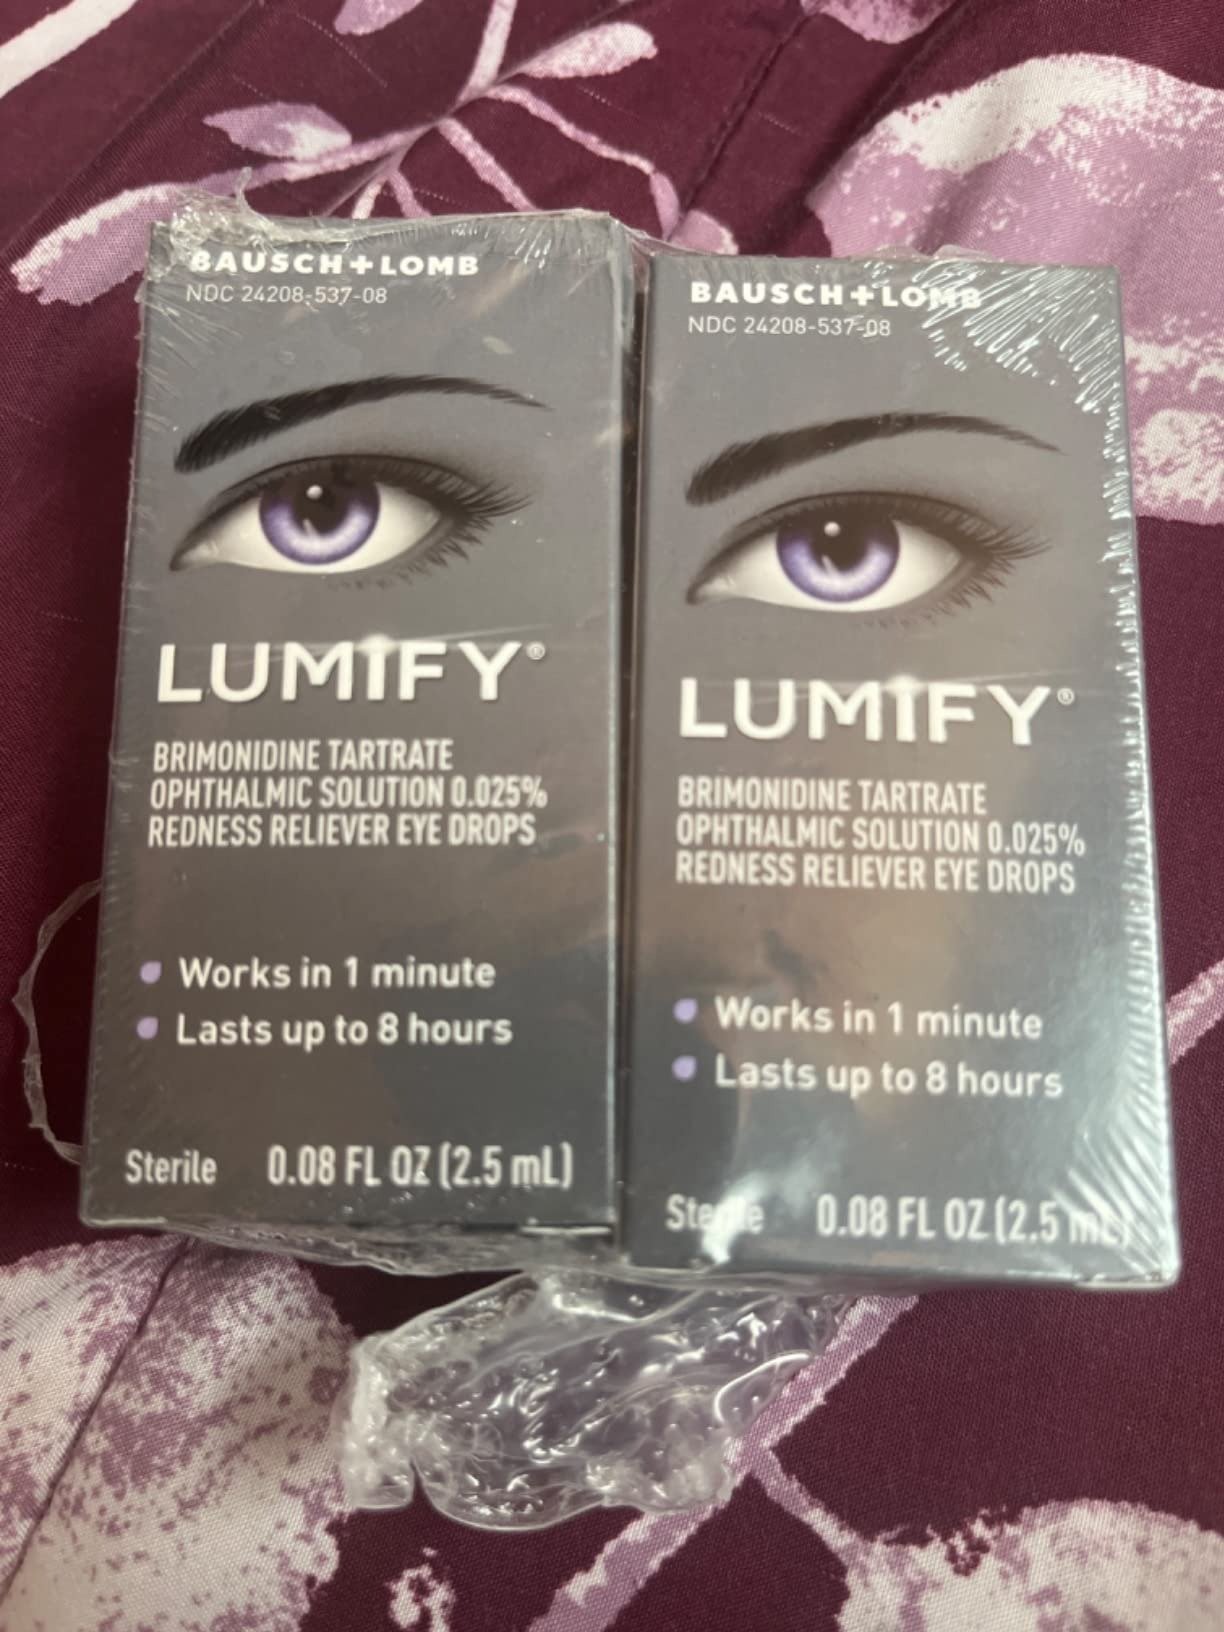 BAUSCH+LOMB
NDC 24208-537-08
LUMIFY®
BRIMONIDINE TARTRATE
OPHTHALMIC SOLUTION 0.025%
REDNESS RELIEVER EYE DROPS
Works in 1 minute
Lasts up to 8 hours
Sterile 0.08 FL OZ (2.5 mL)
BAUSCH+LOMB
NDC 24208-537-08
LUMIFY®
BRIMONIDINE TARTRATE
OPHTHALMIC SOLUTION 0.025%
REDNESS RELIEVER EYE DROPS
Works in 1 minute
Lasts up to 8 hours
Sterile 0.08 FL OZ (2.5 mL)